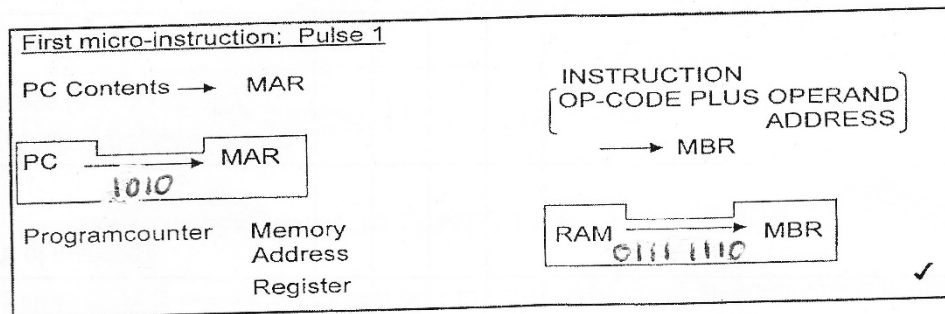 First micro-instruction: Pulse 1
PC Contents → MAR
PC → MAR
1010
Programcounter Memory
Address
Register
INSTRUCTION
OP-CODE PLUS OPERAND
ADDRESS
→ MBR
RAM → MBR
0111 1110
✓